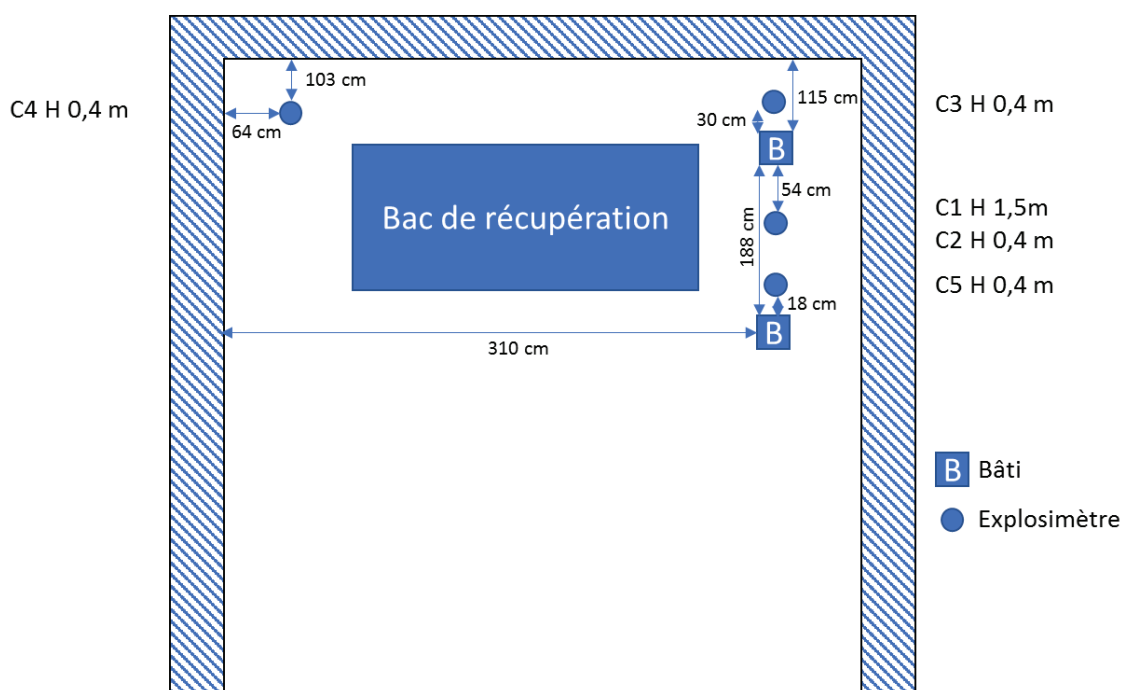 103 cm
C4 H 0,4 m
64 cm
115 cm
C3 H 0,4 m
30 cm
B
54 cm
Bac de récupération
188 cm
C1 H 1,5m
C2 H 0,4 m
C5 H 0,4 m
18 cm
B
310 cm
B Bâti
Explosimètre